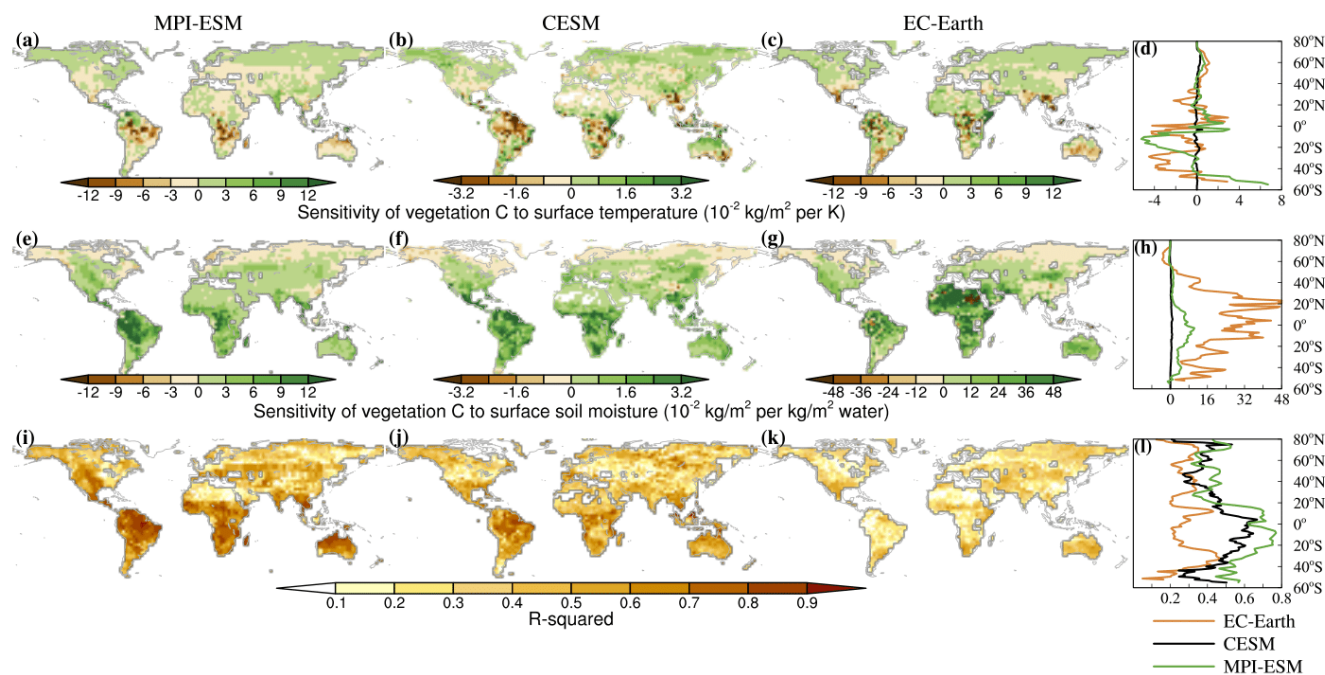 MPI-ESM CESM EC-Earth
(a) (b) (c) (d) 80°N
60°N
40°N
20°N
0°
20°S
40°S
60°S
-12 -9 -6 -3 0 3 6 9 12 -3.2 -1.6 0 1.6 3.2 -12 -9 -6 -3 0 3 6 9 12 -4 0 4 8
Sensitivity of vegetation C to surface temperature (10⁻² kg/m² per K)
(e) (f) (g) (h) 80°N
60°N
40°N
20°N
0°
20°S
40°S
60°S
-12 -9 -6 -3 0 3 6 9 12 -3.2 -1.6 0 1.6 3.2 -48 -36 -24 -12 0 12 24 36 48 0 16 32 48
Sensitivity of vegetation C to surface soil moisture (10⁻² kg/m² per kg/m² water)
(i) (j) (k) (l) 80°N
60°N
40°N
20°N
0°
20°S
40°S
60°S
0.1 0.2 0.3 0.4 0.5 0.6 0.7 0.8 0.9 0.2 0.4 0.6 0.8
R-squared
EC-Earth
CESM
MPI-ESM